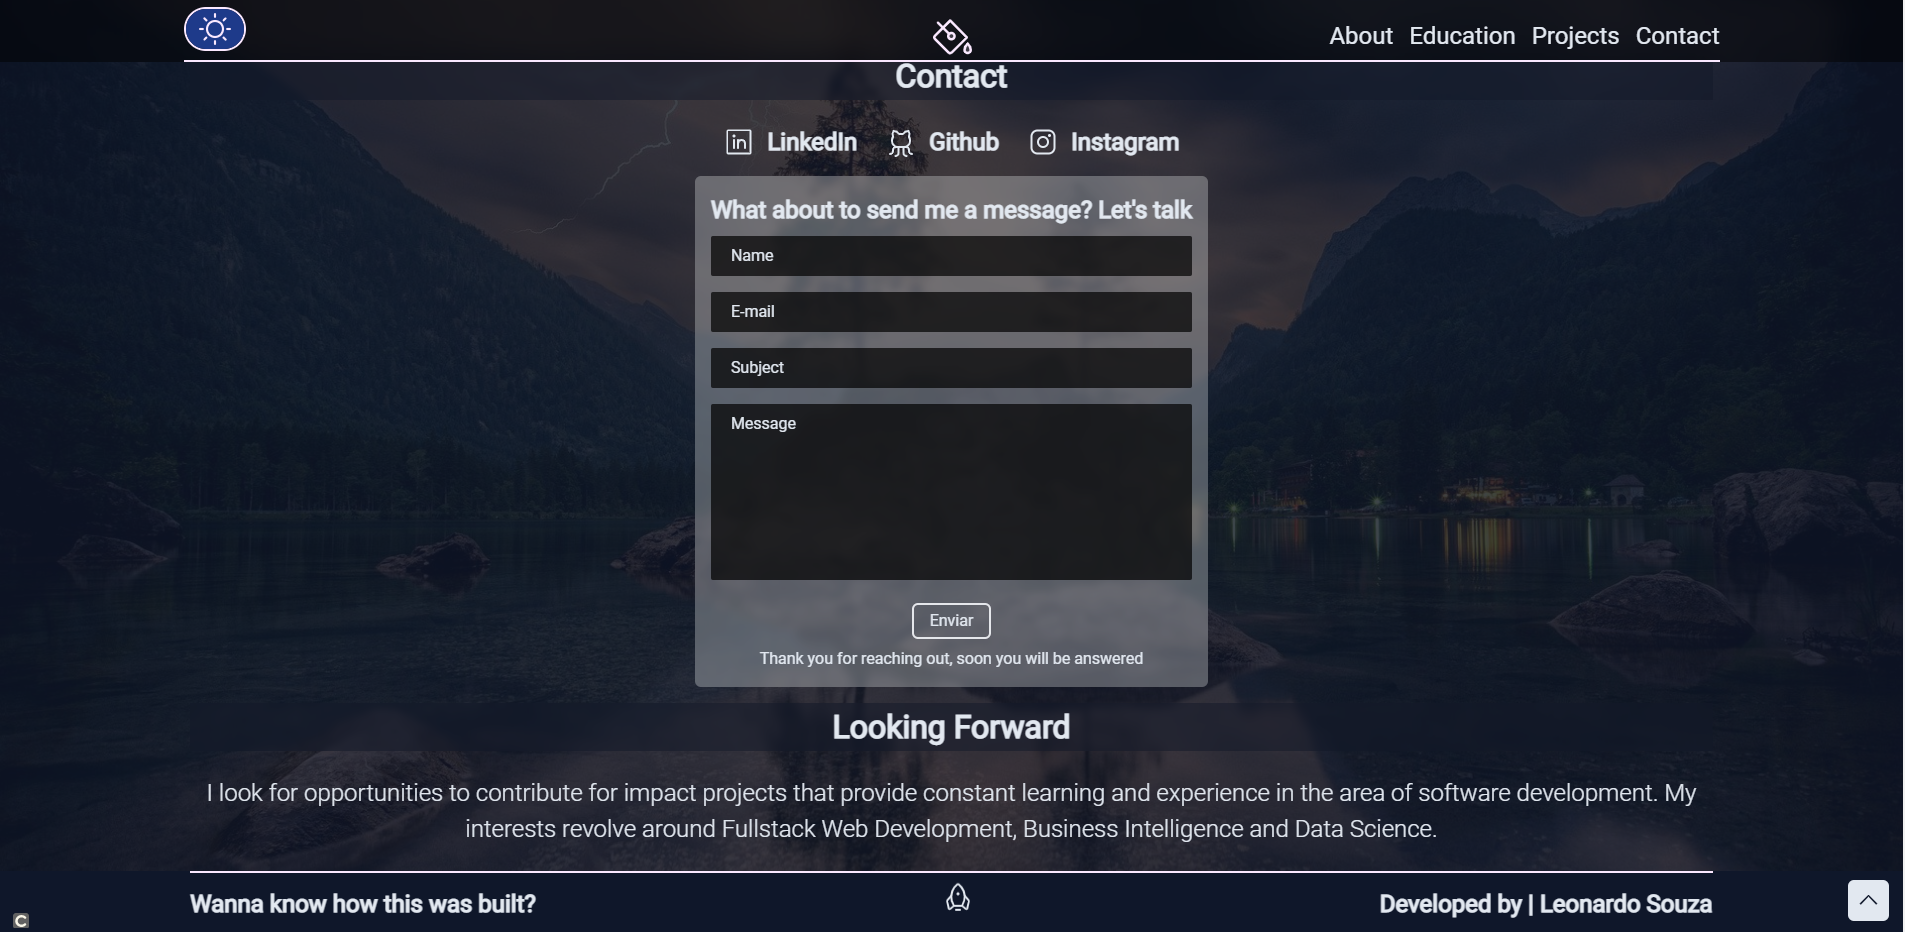 About Education Projects Contact
Contact
LinkedIn Github Instagram
What about to send me a message? Let's talk
Name
E-mail
Subject
Message
Enviar
Thank you for reaching out, soon you will be answered
Looking Forward
I look for opportunities to contribute for impact projects that provide constant learning and experience in the area of software development. My
interests revolve around Fullstack Web Development, Business Intelligence and Data Science.
Wanna know how this was built?
Developed by | Leonardo Souza
C